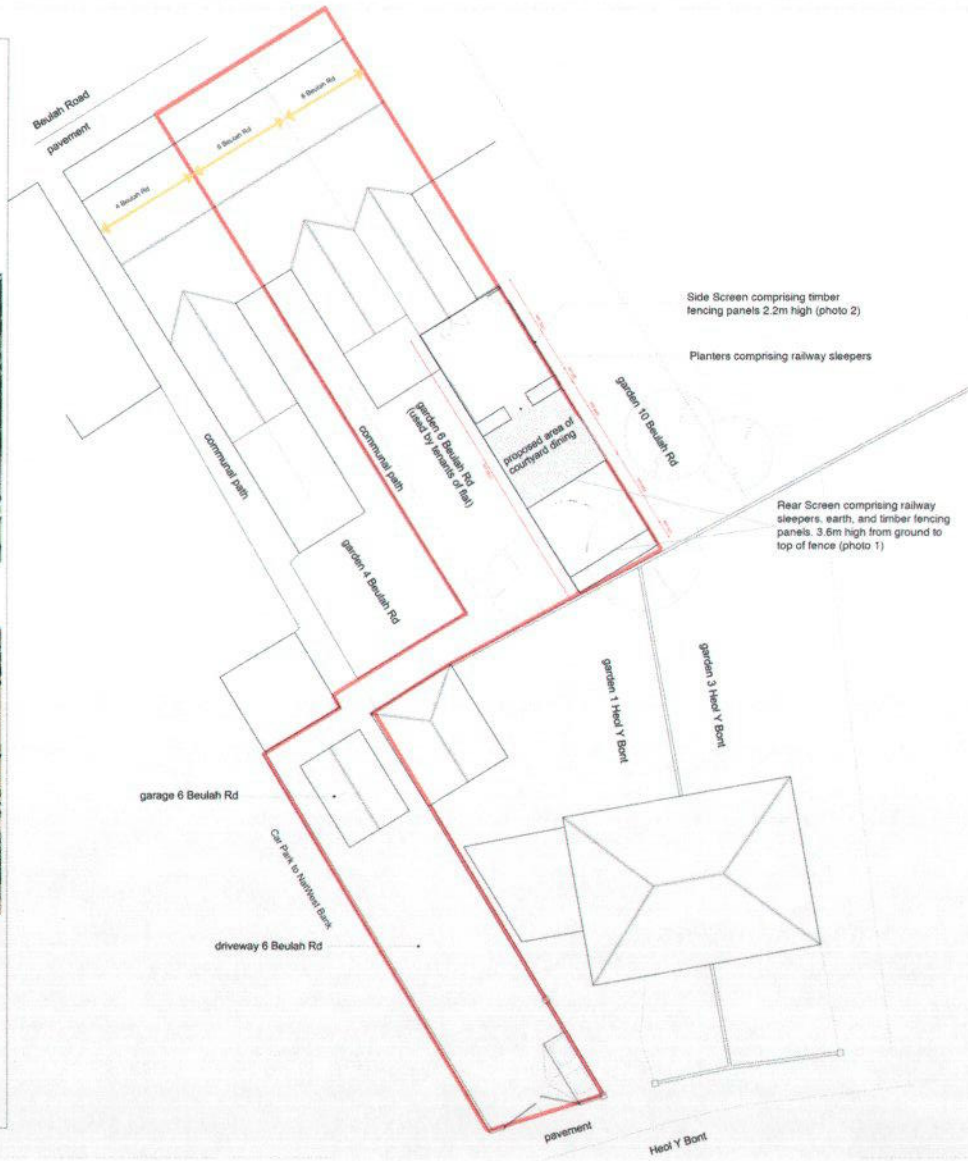 Beulah Road
pavement
4 Beulah Rd
6 Beulah Rd
8 Beulah Rd
Side Screen comprising timber
fencing panels 2.2m high (photo 2)
Planters comprising railway sleepers
garden 10 Beulah Rd
proposed area of
courtyard dining
garden 6 Beulah Rd
(used by tenants of flat)
communal path
communal path
garden 4 Beulah Rd
Rear Screen comprising railway
sleepers, earth, and timber fencing
panels. 3.6m high from ground to
top of fence (photo 1)
garden 1 Heol Y Bont
garden 3 Heol Y Bont
garage 6 Beulah Rd
Car Park to NatWest Bank
driveway 6 Beulah Rd
pavement
Heol Y Bont